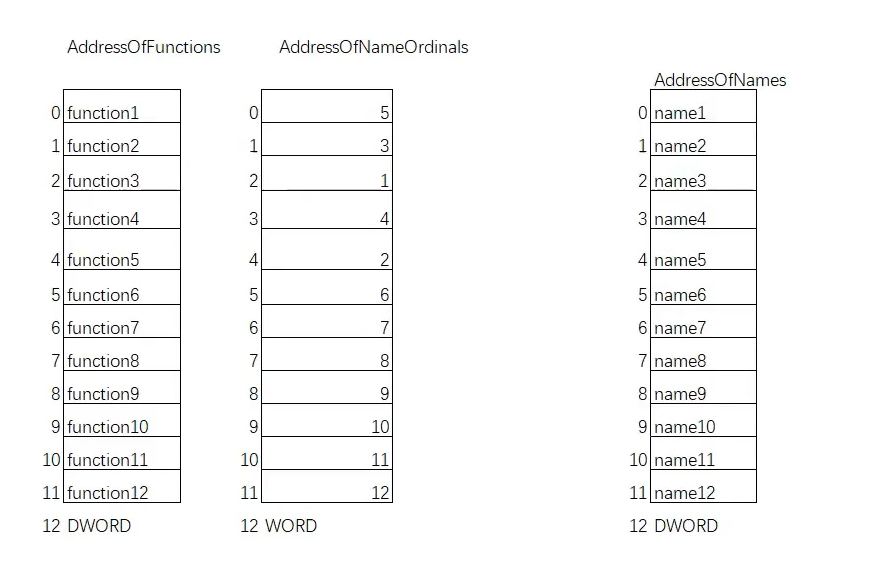 AddressOfFunctions AddressOfNameOrdinals
AddressOfNames
0 function1 0 5 0 name1
1 function2 1 3 1 name2
2 function3 2 1 2 name3
3 function4 3 4 3 name4
4 function5 4 2 4 name5
5 function6 5 6 5 name6
6 function7 6 7 6 name7
7 function8 7 8 7 name8
8 function9 8 9 8 name9
9 function10 9 10 9 name10
10 function11 10 11 10 name11
11 function12 11 12 11 name12
12 DWORD 12 WORD 12 DWORD